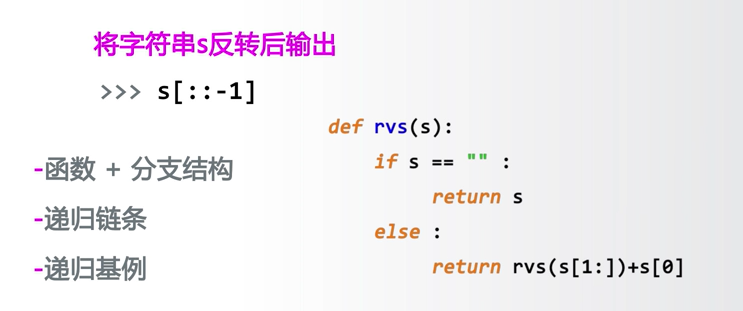 将字符串s反转后输出
>>> s[::-1]
def rvs(s):
if s == "" :
return s
else :
return rvs(s[1:])+s[0]
-函数 + 分支结构
-递归链条
-递归基例